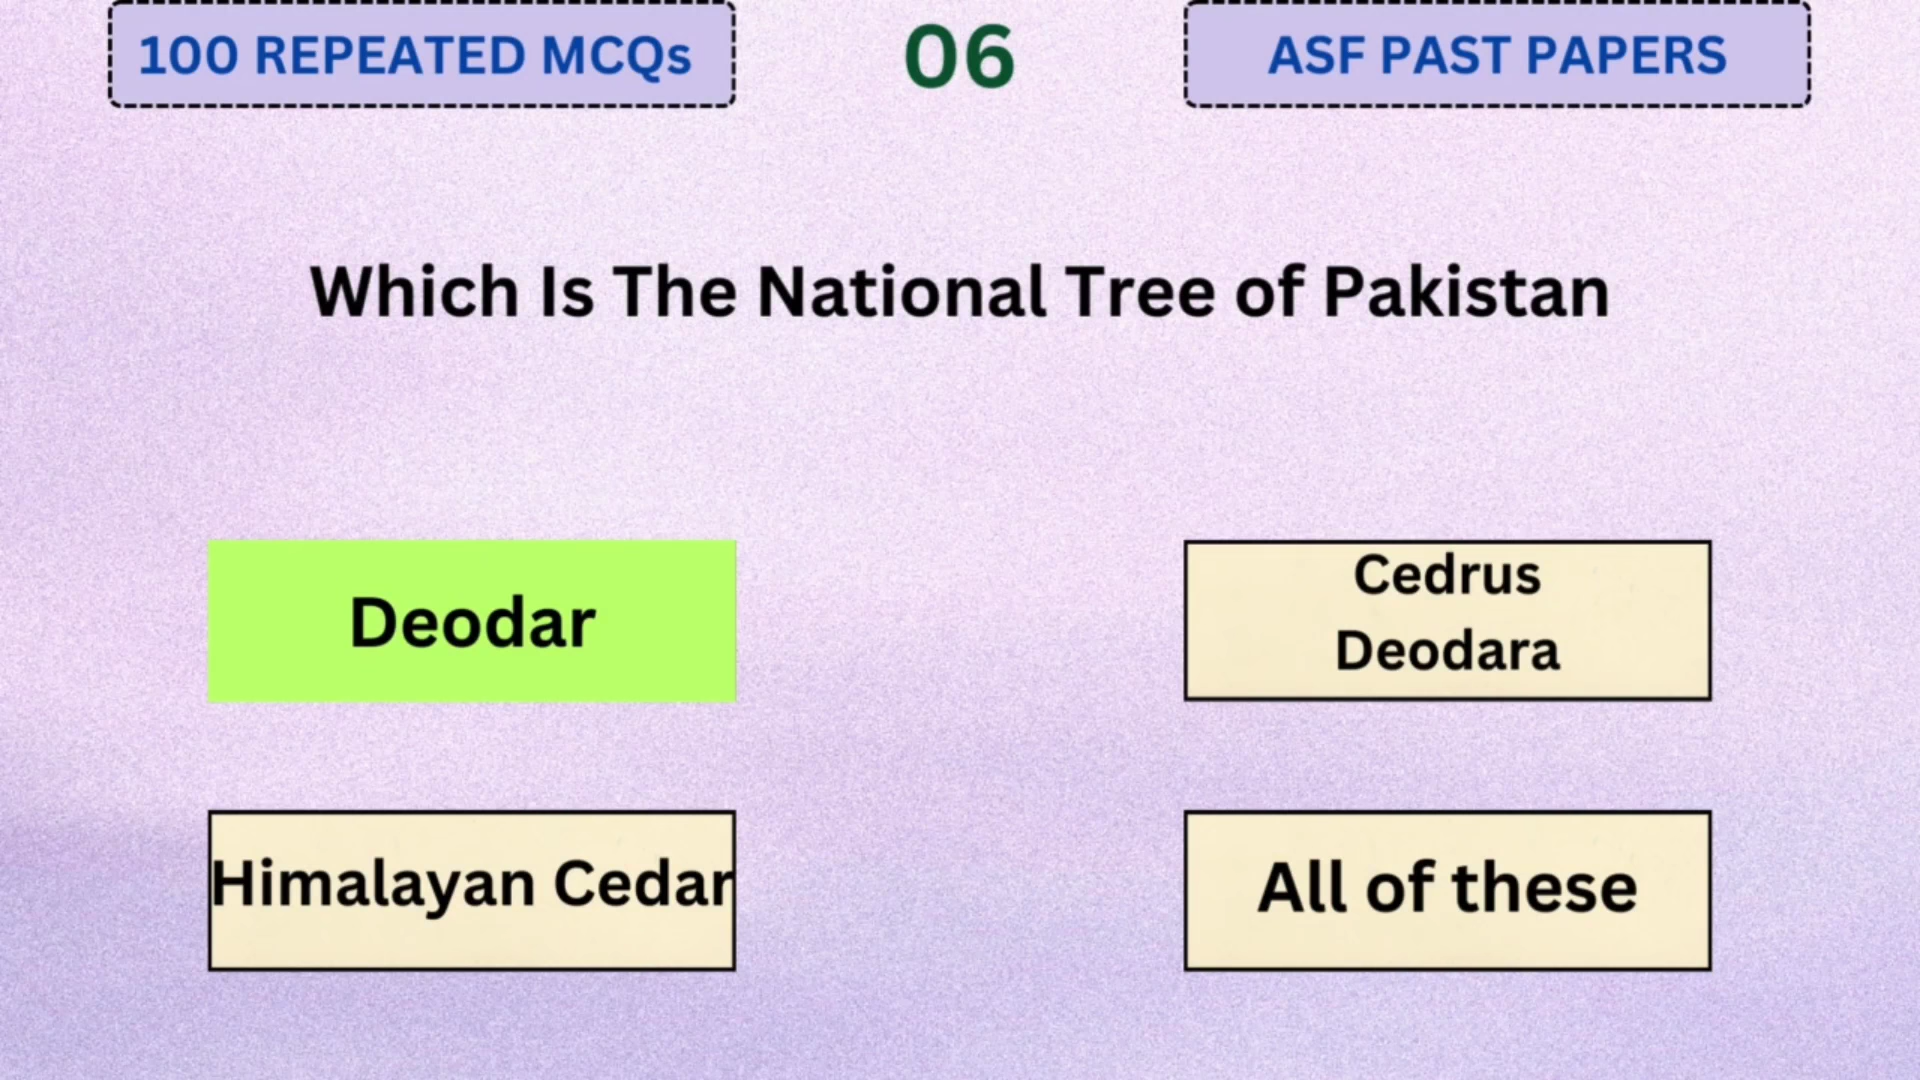 100 REPEATED MCQs
06
ASF PAST PAPERS
Which Is The National Tree of Pakistan
Deodar
Cedrus
Deodara
Himalayan Cedar
All of these